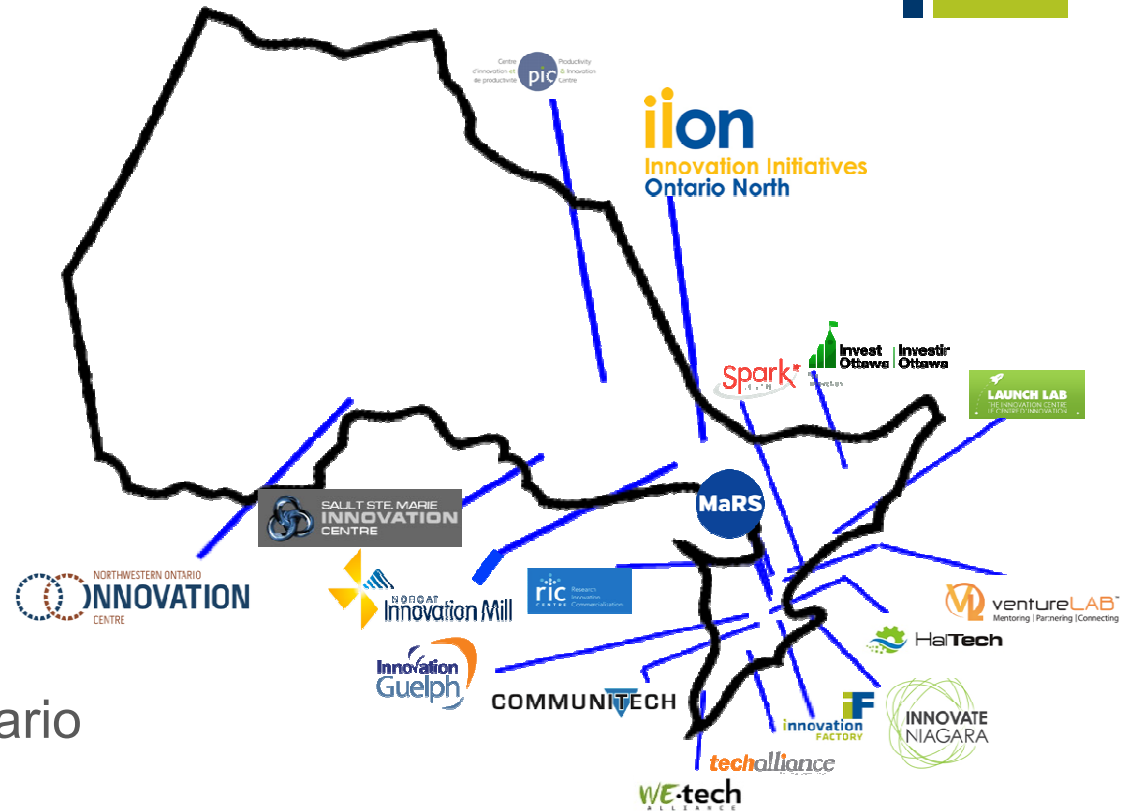 Centre
d'innovation et
de productivité
pic
Productivity
& Innovation
Centre
iion
Innovation Initiatives
Ontario North
Spark
Invest
Ottawa
Investir
Ottawa
LAUNCH LAB
THE INNOVATION CENTRE
LE CENTRE D'INNOVATION
MaRS
SAULT STE. MARIE
INNOVATION
CENTRE
NORTHWESTERN ONTARIO
INNOVATION
CENTRE
NORCAT
Innovation Mill
ric
CENTRE
Research
Innovation
Commercialization
ventureLAB™
Mentoring | Partnering | Connecting
HalTech
Innovation
Guelph
COMMUNITECH
iF
innovation
FACTORY
INNOVATE
NIAGARA
ario
techalliance
WE-tech
ALLIANCE